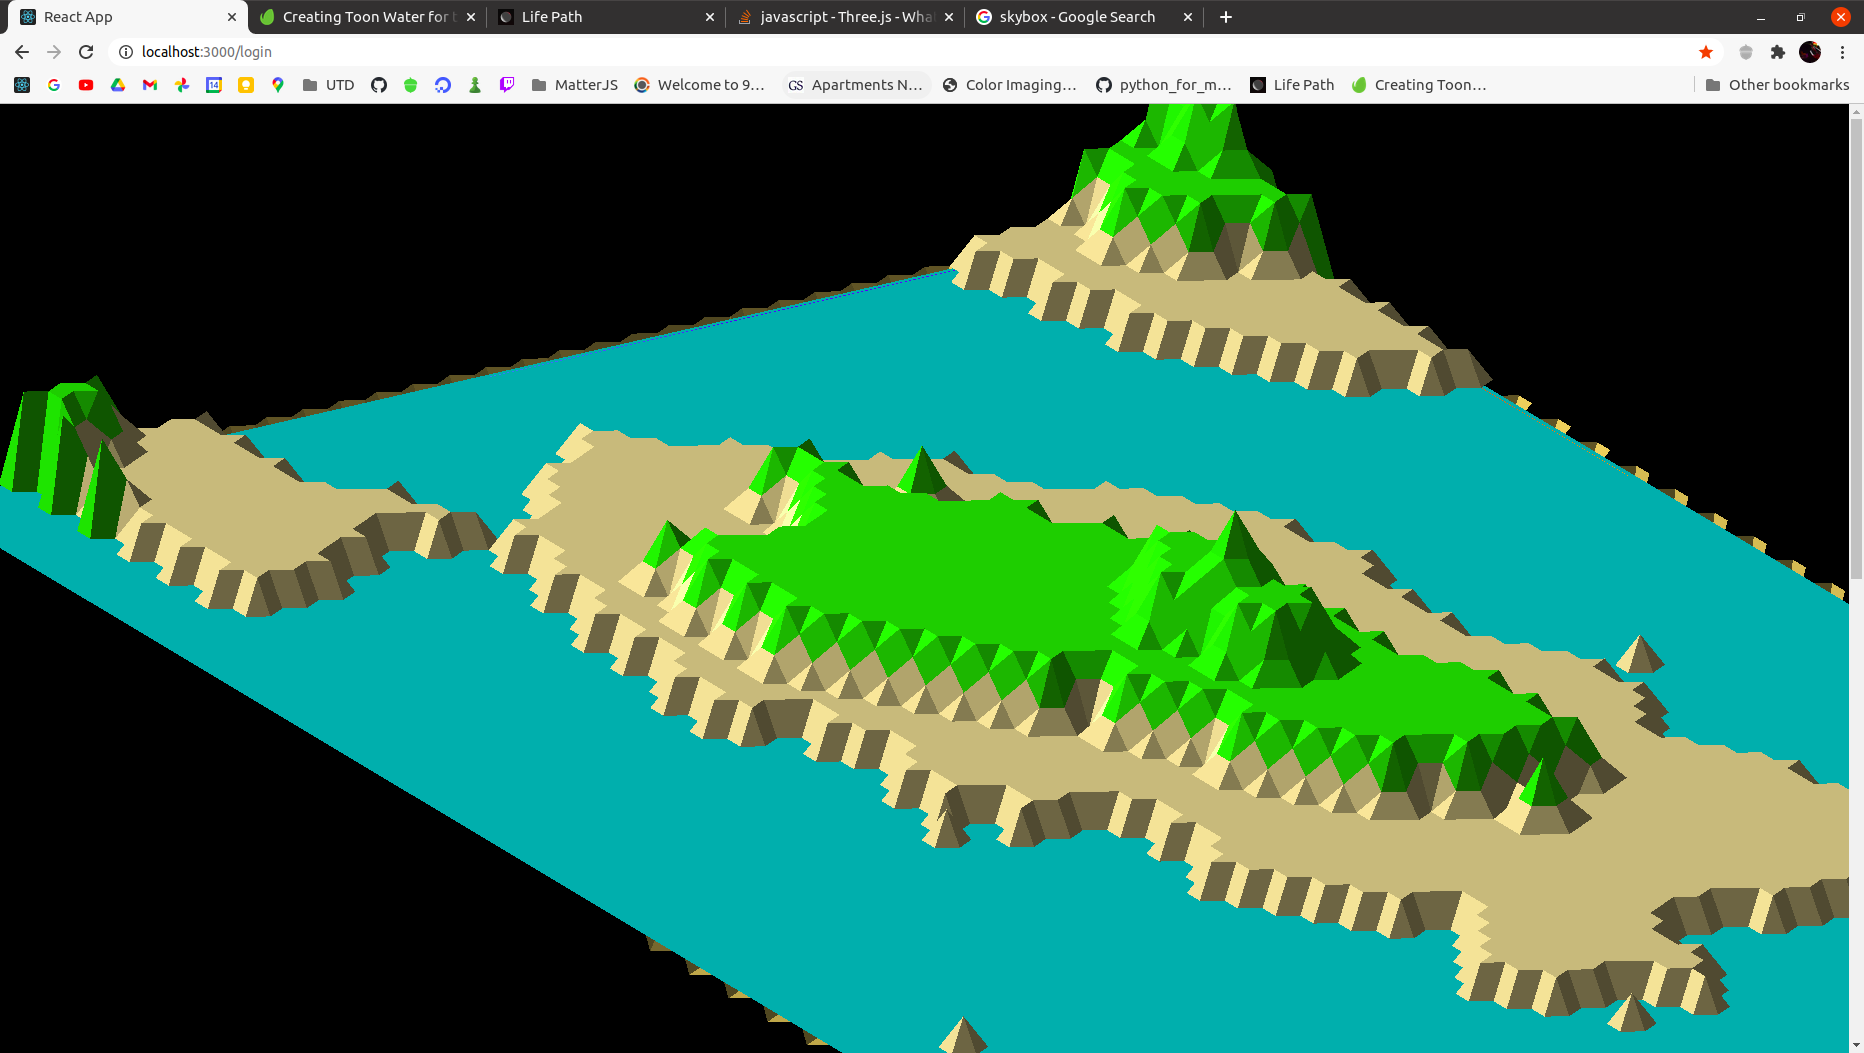 React App
Creating Toon Water for t
Life Path
javascript - Three.js - Wha
skybox - Google Search
localhost:3000/login
UTD
MatterJS
Welcome to 9...
GS Apartments N...
Color Imaging...
python_for_m...
Life Path
Creating Toon...
Other bookmarks